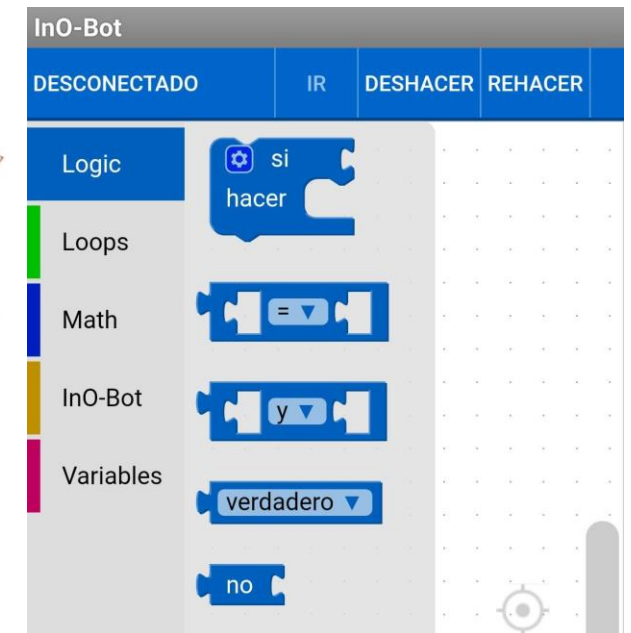 InO-Bot
DESCONECTADO IR DESHACER REHACER
Logic
Loops
Math
InO-Bot
Variables
si
hacer
= ▼
y ▼
verdadero ▼
no